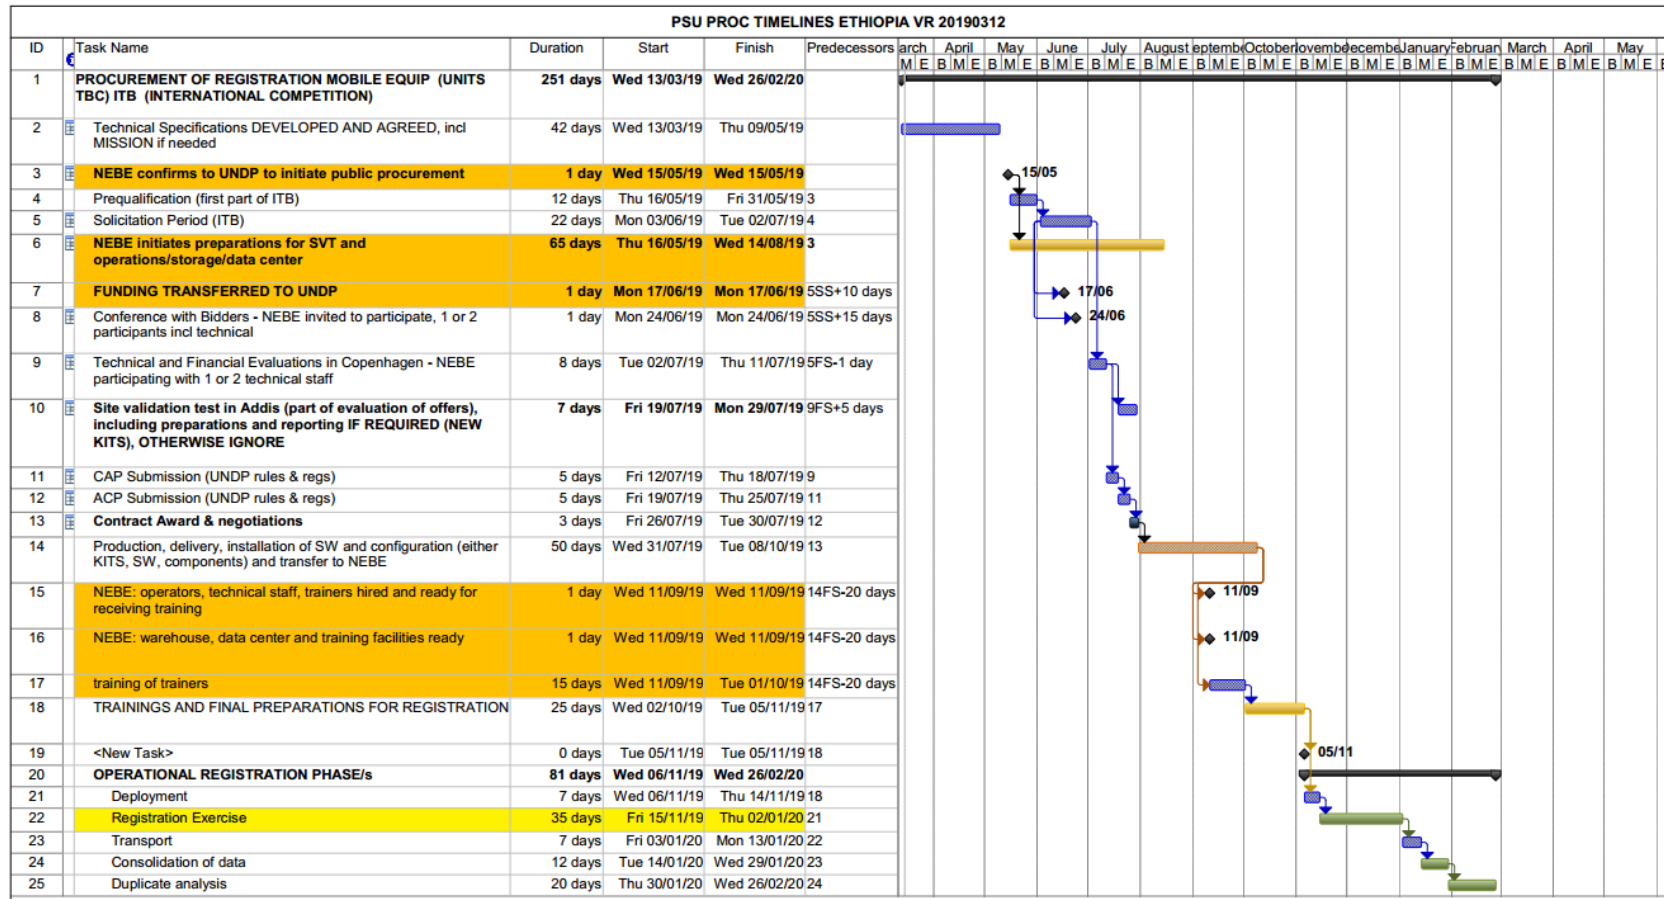 PSU PROC TIMELINES ETHIOPIA VR 20190312
ID Task Name Duration Start Finish Predecessors arch April May June July August eptemb October lovembe ecembe January February March April May
M E B M E B M E B M E B M E B M E B M E B M E B M E B M E B M E B M E B M E B M E B M E
1 PROCUREMENT OF REGISTRATION MOBILE EQUIP (UNITS 251 days Wed 13/03/19 Wed 26/02/20
TBC) ITB (INTERNATIONAL COMPETITION)
2 Technical Specifications DEVELOPED AND AGREED, incl 42 days Wed 13/03/19 Thu 09/05/19
MISSION if needed
3 NEBE confirms to UNDP to initiate public procurement 1 day Wed 15/05/19 Wed 15/05/19 15/05
4 Prequalification (first part of ITB) 12 days Thu 16/05/19 Fri 31/05/19 3
5 Solicitation Period (ITB) 22 days Mon 03/06/19 Tue 02/07/19 4
6 NEBE initiates preparations for SVT and 65 days Thu 16/05/19 Wed 14/08/19 3
operations/storage/data center
7 FUNDING TRANSFERRED TO UNDP 1 day Mon 17/06/19 Mon 17/06/19 5SS+10 days 17/06
8 Conference with Bidders - NEBE invited to participate, 1 or 2 1 day Mon 24/06/19 Mon 24/06/19 5SS+15 days 24/06
participants incl technical
9 Technical and Financial Evaluations in Copenhagen - NEBE 8 days Tue 02/07/19 Thu 11/07/19 5FS-1 day
participating with 1 or 2 technical staff
10 Site validation test in Addis (part of evaluation of offers), 7 days Fri 19/07/19 Mon 29/07/19 9FS+5 days
including preparations and reporting IF REQUIRED (NEW
KITS), OTHERWISE IGNORE
11 CAP Submission (UNDP rules & regs) 5 days Fri 12/07/19 Thu 18/07/19 9
12 ACP Submission (UNDP rules & regs) 5 days Fri 19/07/19 Thu 25/07/19 11
13 Contract Award & negotiations 3 days Fri 26/07/19 Tue 30/07/19 12
14 Production, delivery, installation of SW and configuration (either 50 days Wed 31/07/19 Tue 08/10/19 13
KITS, SW, components) and transfer to NEBE
15 NEBE: operators, technical staff, trainers hired and ready for 1 day Wed 11/09/19 Wed 11/09/19 14FS-20 days 11/09
receiving training
16 NEBE: warehouse, data center and training facilities ready 1 day Wed 11/09/19 Wed 11/09/19 14FS-20 days 11/09
17 training of trainers 15 days Wed 11/09/19 Tue 01/10/19 14FS-20 days
18 TRAININGS AND FINAL PREPARATIONS FOR REGISTRATION 25 days Wed 02/10/19 Tue 05/11/19 17
19 <New Task> 0 days Tue 05/11/19 Tue 05/11/19 18 05/11
20 OPERATIONAL REGISTRATION PHASE/s 81 days Wed 06/11/19 Wed 26/02/20
21 Deployment 7 days Wed 06/11/19 Thu 14/11/19 18
22 Registration Exercise 35 days Fri 15/11/19 Thu 02/01/20 21
23 Transport 7 days Fri 03/01/20 Mon 13/01/20 22
24 Consolidation of data 12 days Tue 14/01/20 Wed 29/01/20 23
25 Duplicate analysis 20 days Thu 30/01/20 Wed 26/02/20 24